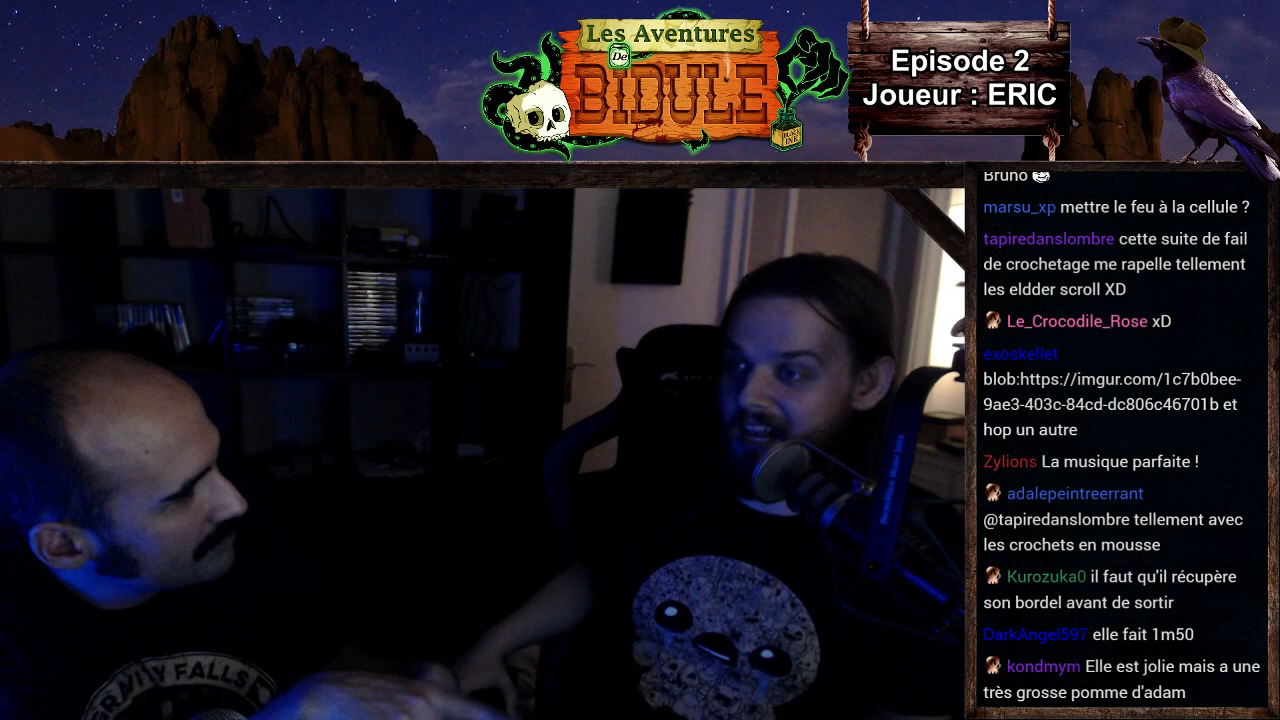 Les Aventures
De
BIDULE
BLACK
INK
Episode 2
Joueur : ERIC
Bruno
marsu_xp mettre le feu à la cellule ?
tapiredanslombre cette suite de fail
de crochetage me rapelle tellement
les eldder scroll XD
Le_Crocodile_Rose xD
exoskellet
blob:https://imgur.com/1c7b0bee-
9ae3-403c-84cd-dc806c46701b et
hop un autre
Zylions La musique parfaite !
adalepeintreerrant
@tapiredanslombre tellement avec
les crochets en mousse
Kurozuka0 il faut qu'il récupère
son bordel avant de sortir
DarkAngel597 elle fait 1m50
kondmym Elle est jolie mais a une
très grosse pomme d'adam
GRAVITY FALLS